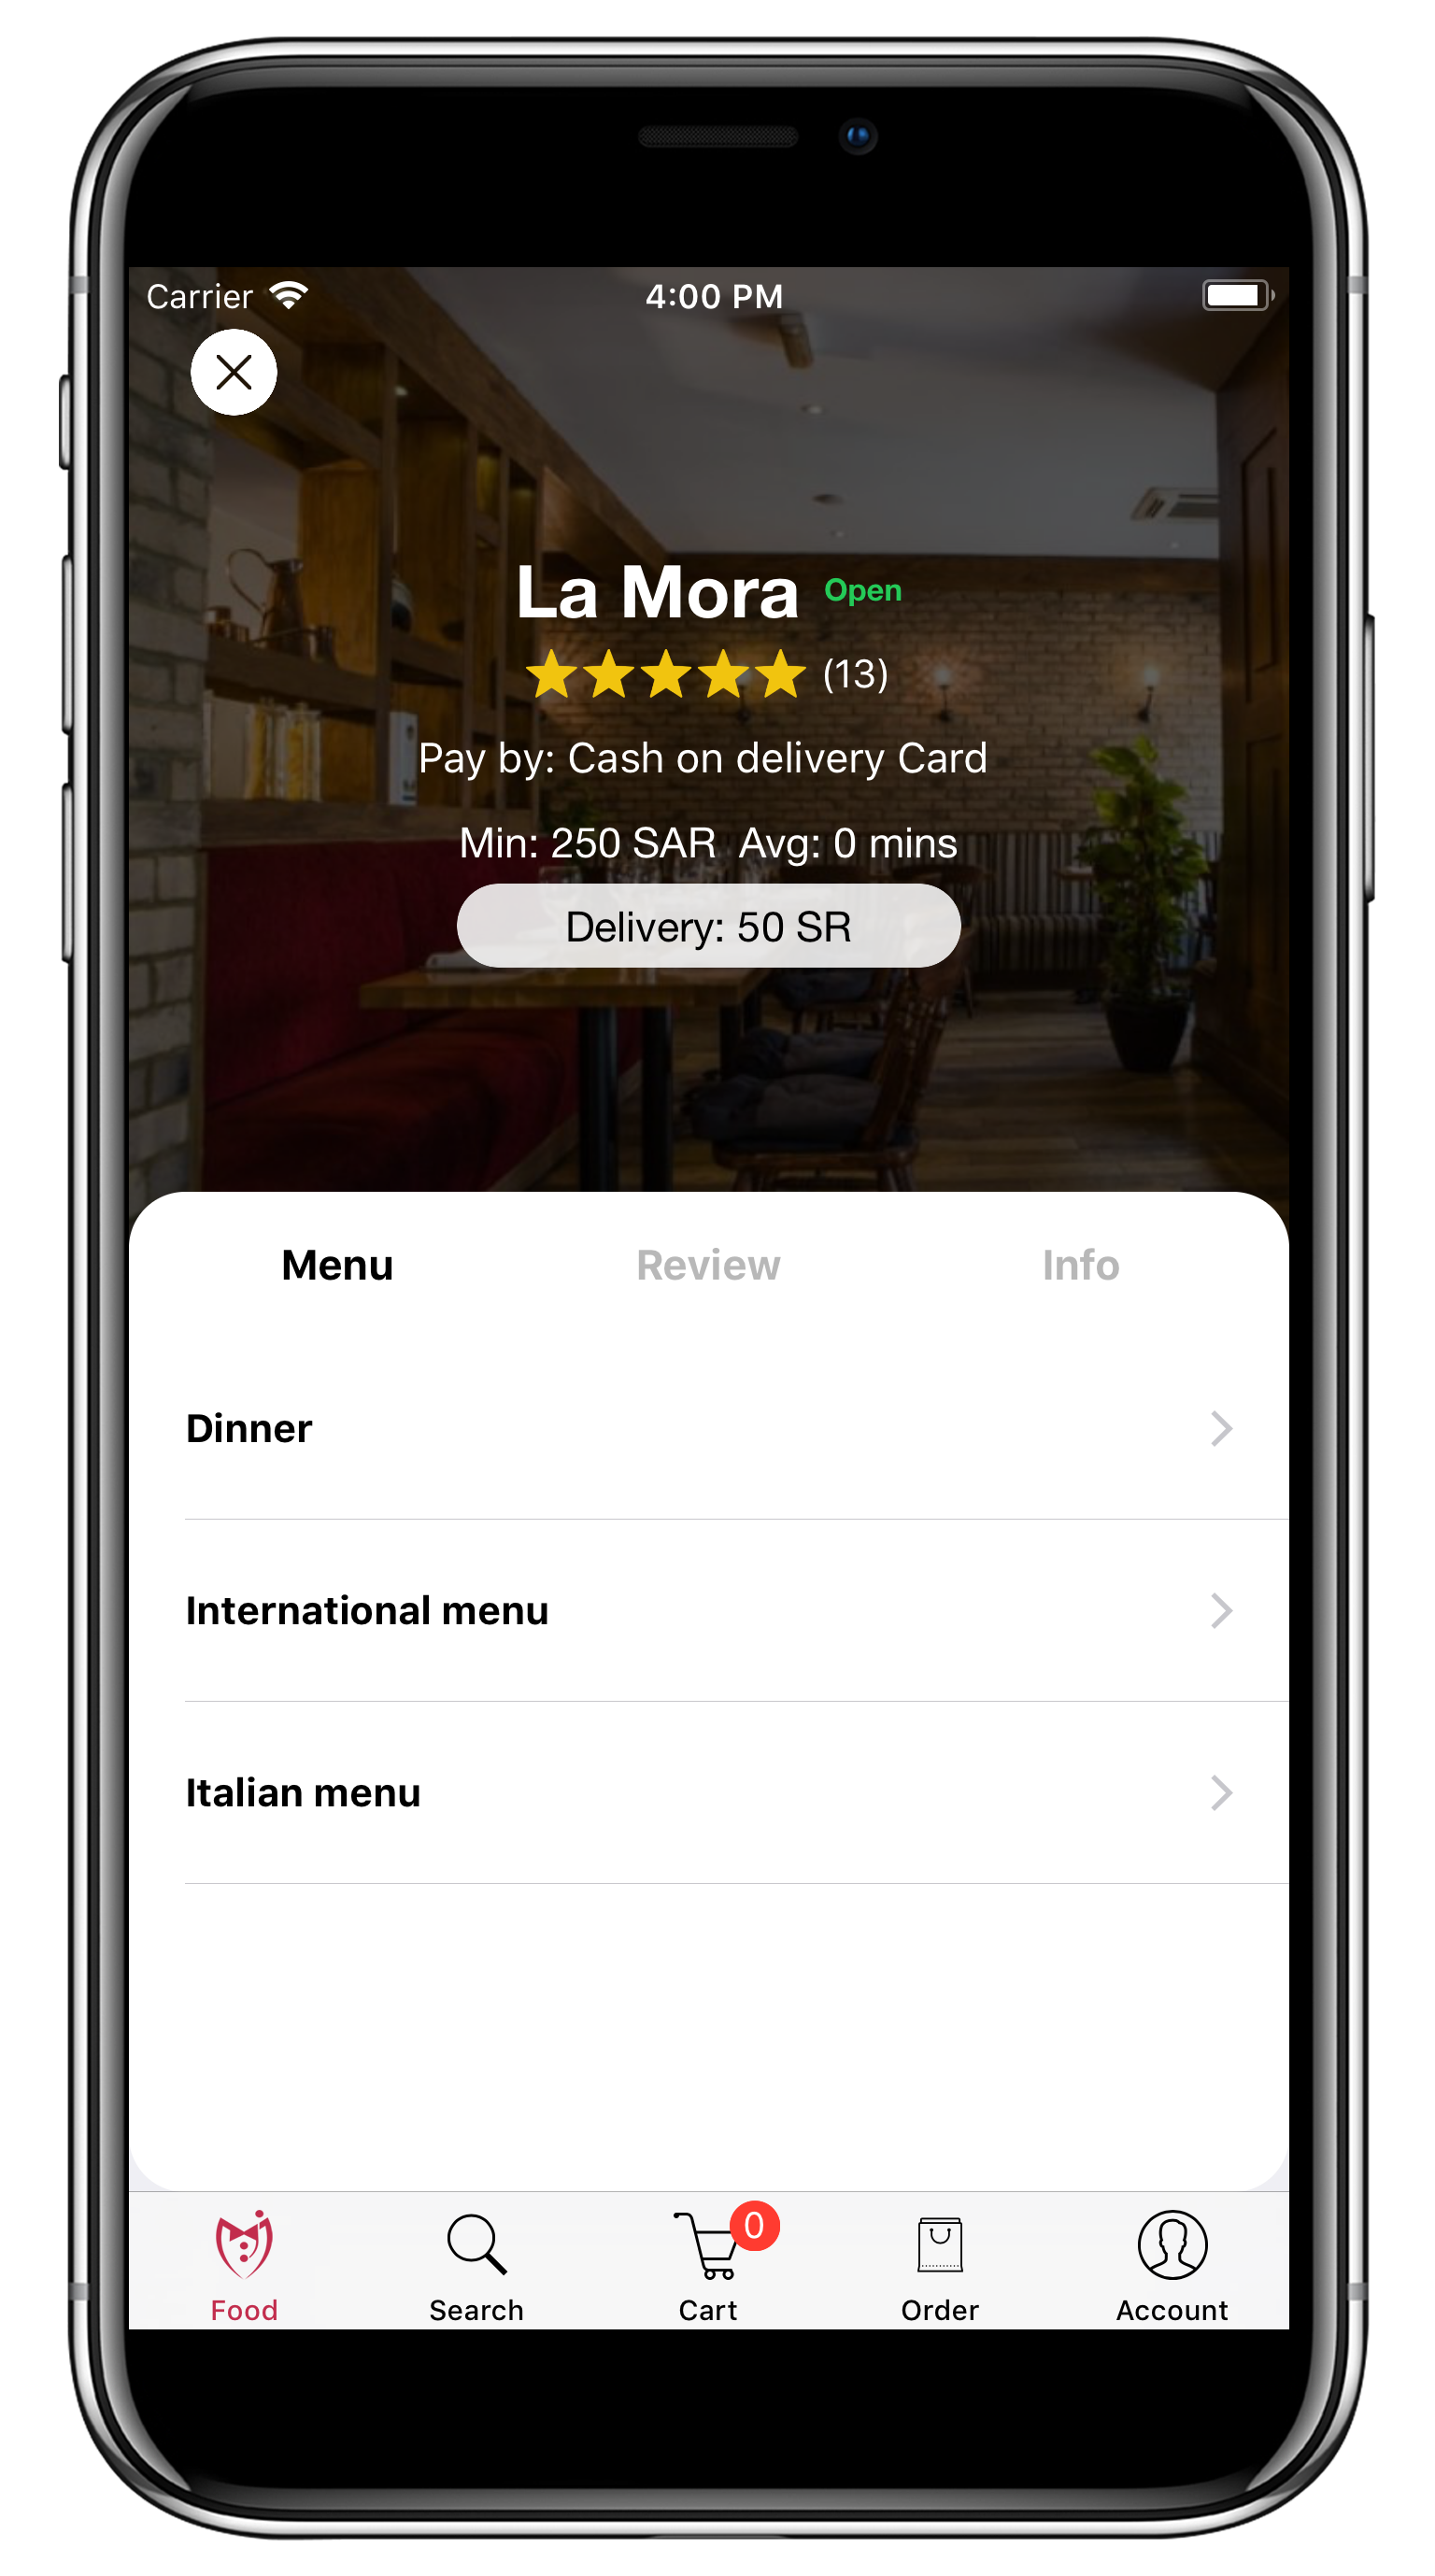 Carrier 4:00 PM
La Mora Open
(13)
Pay by: Cash on delivery Card
Min: 250 SAR Avg: 0 mins
Delivery: 50 SR
Menu Review Info
Dinner
International menu
Italian menu
0
Food Search Cart Order Account